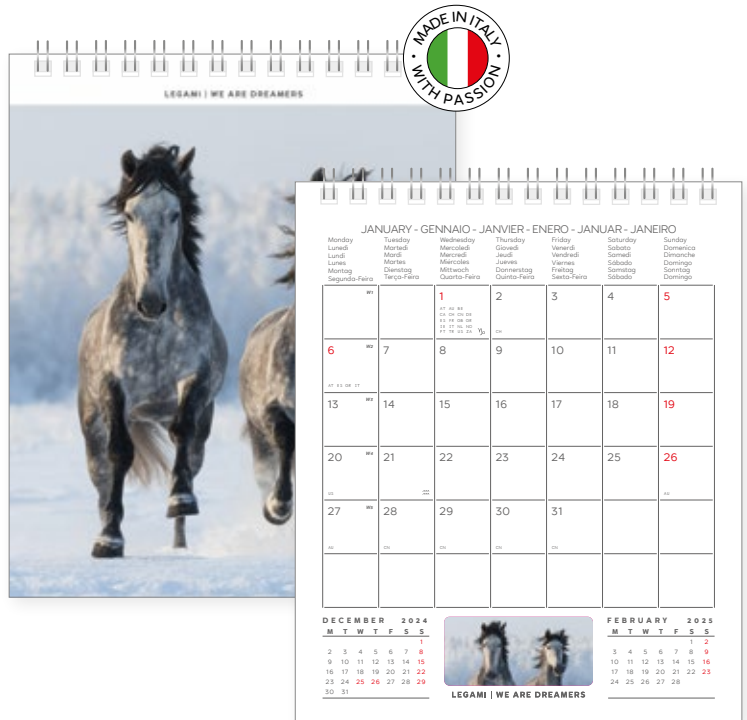 MADE IN ITALY
WITH PASSION
LEGAMI | WE ARE DREAMERS
JANUARY - GENNAIO - JANVIER - ENERO - JANUAR - JANEIRO
Monday Tuesday Wednesday Thursday Friday Saturday Sunday
Lunedì Martedì Mercoledì Giovedì Venerdì Sabato Domenica
Lundi Mardi Mercredi Jeudi Vendredi Samedi Dimanche
Lunes Martes Miércoles Jueves Viernes Sábado Domingo
Montag Dienstag Mittwoch Donnerstag Freitag Samstag Sonntag
Segunda-Feira Terça-Feira Quarta-Feira Quinta-Feira Sexta-Feira Sábado Domingo
W1 1 2 3 4 5
6 W2 7 8 9 10 11 12
13 W3 14 15 16 17 18 19
20 W4 21 22 23 24 25 26
27 W5 28 29 30 31
DECEMBER 2024
M T W T F S S
1
2 3 4 5 6 7 8
9 10 11 12 13 14 15
16 17 18 19 20 21 22
23 24 25 26 27 28 29
30 31
LEGAMI | WE ARE DREAMERS
FEBRUARY 2025
M T W T F S S
1 2
3 4 5 6 7 8 9
10 11 12 13 14 15 16
17 18 19 20 21 22 23
24 25 26 27 28